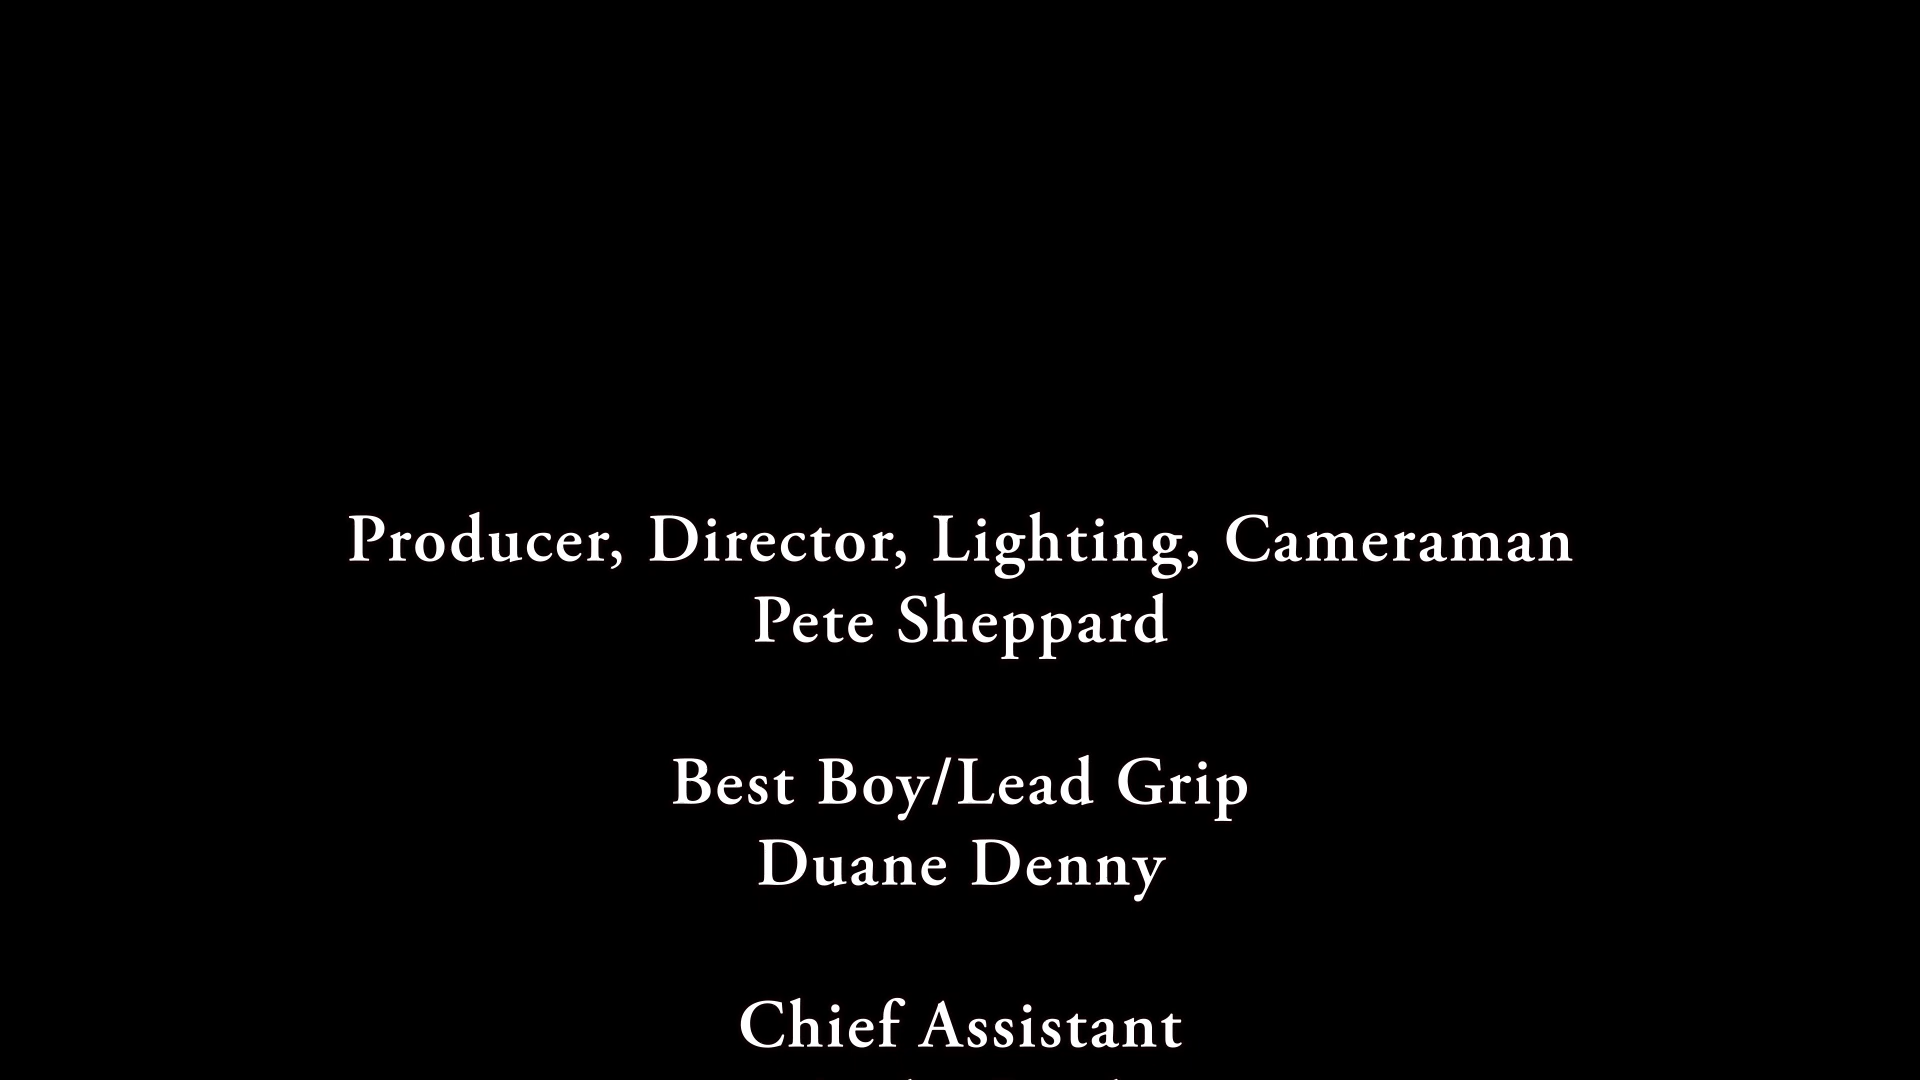 Producer, Director, Lighting, Cameraman
Pete Sheppard
Best Boy/Lead Grip
Duane Denny
Chief Assistant